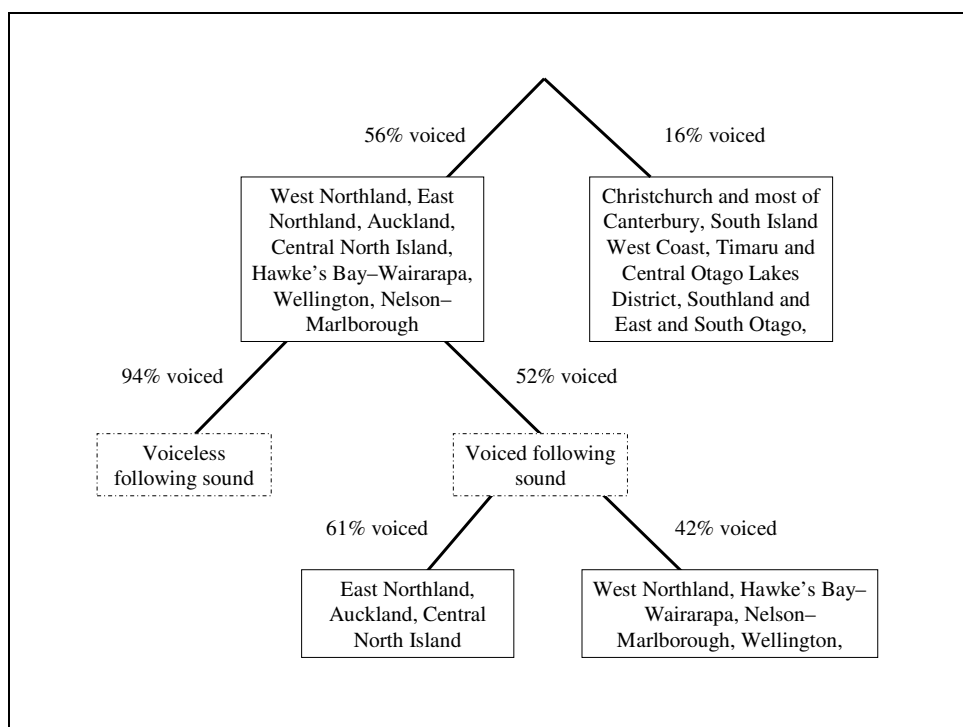 56% voiced
16% voiced
West Northland, East
Northland, Auckland,
Central North Island,
Hawke's Bay–Wairarapa,
Wellington, Nelson–
Marlborough
Christchurch and most of
Canterbury, South Island
West Coast, Timaru and
Central Otago Lakes
District, Southland and
East and South Otago,
94% voiced
52% voiced
Voiceless
following sound
Voiced following
sound
61% voiced
42% voiced
East Northland,
Auckland, Central
North Island
West Northland, Hawke's Bay–
Wairarapa, Nelson–
Marlborough, Wellington,